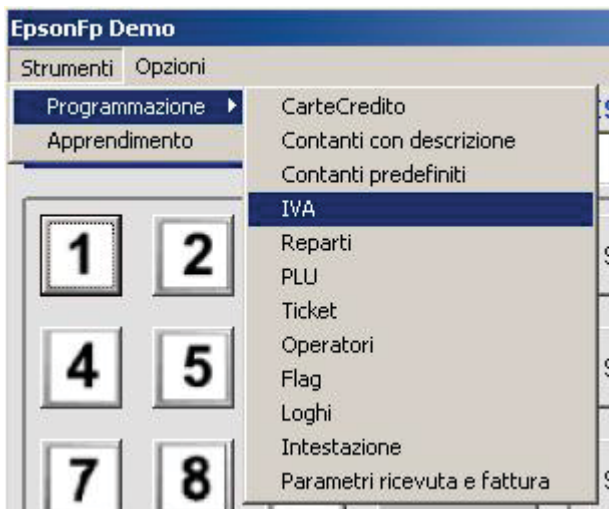 EpsonFp Demo
Strumenti Opzioni
Programmazione
Apprendimento
CarteCredito
Contanti con descrizione
Contanti predefiniti
IVA
Reparti
PLU
Ticket
Operatori
Flag
Loghi
Intestazione
Parametri ricevuta e fattura
1 2
4 5
7 8